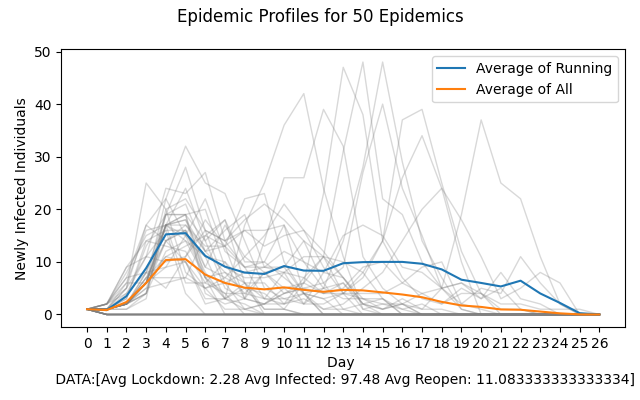 Epidemic Profiles for 50 Epidemics
50
40
30
20
10
0
Newly Infected Individuals
Average of Running
Average of All
0 1 2 3 4 5 6 7 8 9 10 11 12 13 14 15 16 17 18 19 20 21 22 23 24 25 26
Day
DATA:[Avg Lockdown: 2.28 Avg Infected: 97.48 Avg Reopen: 11.083333333333334]